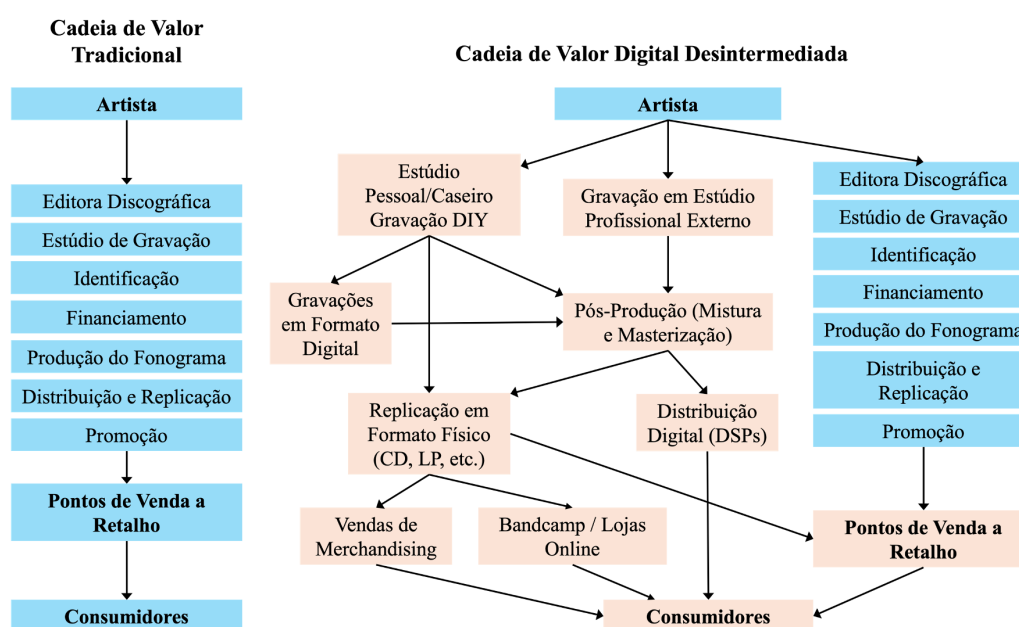 Cadeia de Valor
Tradicional
Artista
Editora Discográfica
Estúdio de Gravação
Identificação
Financiamento
Produção do Fonograma
Distribuição e Replicação
Promoção
Pontos de Venda a
Retalho
Consumidores
Cadeia de Valor Digital Desintermediada
Artista
Estúdio
Pessoal/Caseiro
Gravação DIY
Gravação em Estúdio
Profissional Externo
Gravações
em Formato
Digital
Pós-Produção (Mistura
e Masterização)
Replicação em
Formato Físico
(CD, LP, etc.)
Distribuição
Digital (DSPs)
Vendas de
Merchandising
Bandcamp / Lojas
Online
Editora Discográfica
Estúdio de Gravação
Identificação
Financiamento
Produção do Fonograma
Distribuição e
Replicação
Promoção
Pontos de Venda a
Retalho
Consumidores